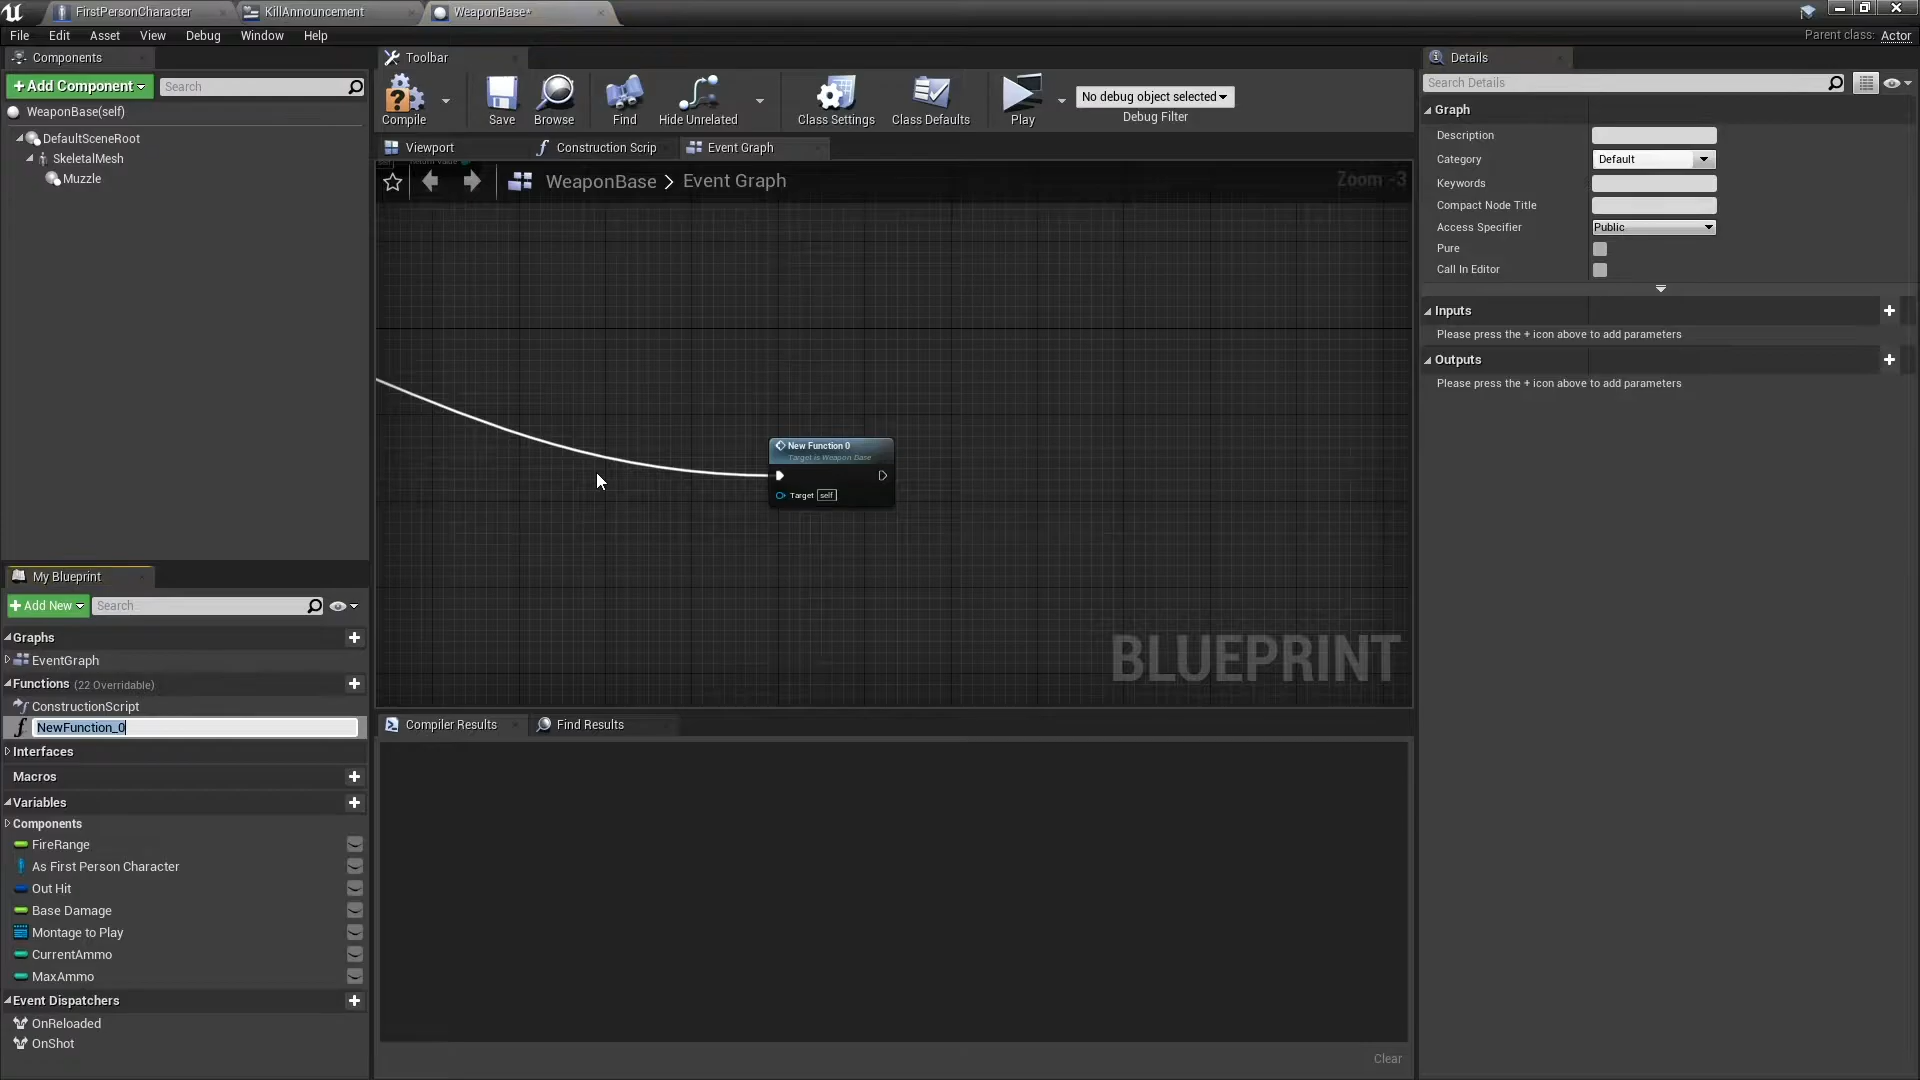 FirstPersonCharacter
KillAnnouncement
WeaponBase*
File Edit Asset View Debug Window Help
Parent class: Actor
Components
+Add Component
Search
WeaponBase(self)
DefaultSceneRoot
SkeletalMesh
Muzzle
Toolbar
Compile
Save
Browse
Find
Hide Unrelated
Class Settings
Class Defaults
Play
No debug object selected
Debug Filter
Viewport
Construction Scrip
Event Graph
Return Value
WeaponBase > Event Graph
Zoom -3
New Function 0
Target is Weapon Base
Target self
BLUEPRINT
My Blueprint
+Add New
Search
Graphs
EventGraph
Functions (22 Overridable)
ConstructionScript
NewFunction_0
Interfaces
Macros
Variables
Components
FireRange
As First Person Character
Out Hit
Base Damage
Montage to Play
CurrentAmmo
MaxAmmo
Event Dispatchers
OnReloaded
OnShot
Compiler Results
Find Results
Clear
Details
Search Details
Graph
Description
Category Default
Keywords
Compact Node Title
Access Specifier Public
Pure
Call In Editor
Inputs
Please press the + icon above to add parameters
Outputs
Please press the + icon above to add parameters